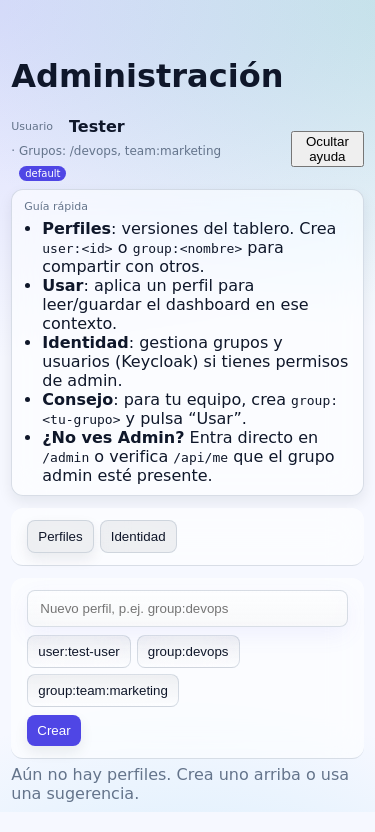 Administración
Usuario Tester
· Grupos: /devops, team:marketing
default
Ocultar
ayuda
Guía rápida
• Perfiles: versiones del tablero. Crea
user:<id> o group:<nombre> para
compartir con otros.
• Usar: aplica un perfil para
leer/guardar el dashboard en ese
contexto.
• Identidad: gestiona grupos y
usuarios (Keycloak) si tienes permisos
de admin.
• Consejo: para tu equipo, crea group:
<tu-grupo> y pulsa “Usar”.
• ¿No ves Admin? Entra directo en
/admin o verifica /api/me que el grupo
admin esté presente.
Perfiles Identidad
Nuevo perfil, p.ej. group:devops
user:test-user group:devops
group:team:marketing
Crear
Aún no hay perfiles. Crea uno arriba o usa
una sugerencia.